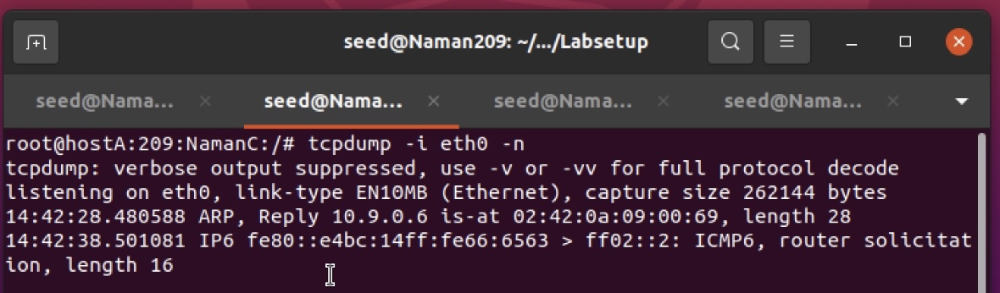 seed@Naman209: ~/.../Labsetup
seed@Nama... seed@Nama... seed@Nama... seed@Nama...
root@hostA:209:NamanC:/# tcpdump -i eth0 -n
tcpdump: verbose output suppressed, use -v or -vv for full protocol decode
listening on eth0, link-type EN10MB (Ethernet), capture size 262144 bytes
14:42:28.480588 ARP, Reply 10.9.0.6 is-at 02:42:0a:09:00:69, length 28
14:42:38.501081 IP6 fe80::e4bc:14ff:fe66:6563 > ff02::2: ICMP6, router solicitat
ion, length 16